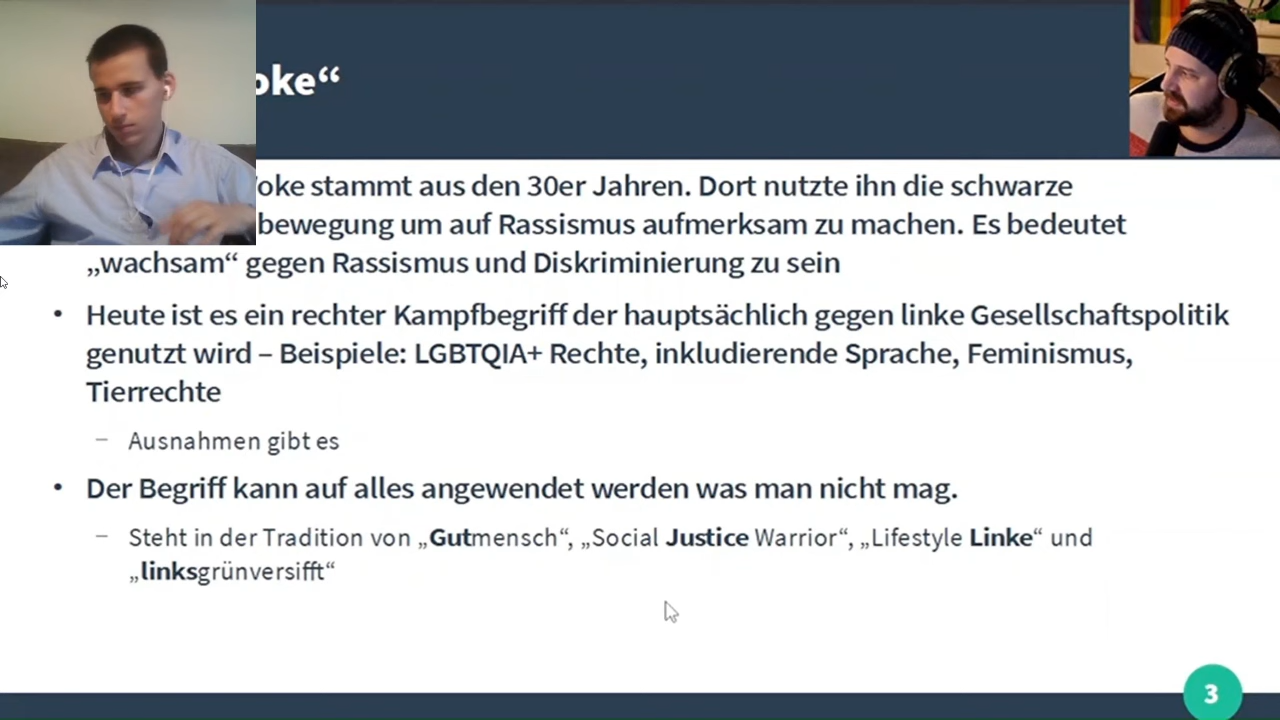 oke“
oke stammt aus den 30er Jahren. Dort nutzte ihn die schwarze
bewegung um auf Rassismus aufmerksam zu machen. Es bedeutet
„wachsam“ gegen Rassismus und Diskriminierung zu sein
• Heute ist es ein rechter Kampfbegriff der hauptsächlich gegen linke Gesellschaftspolitik
genutzt wird – Beispiele: LGBTQIA+ Rechte, inkludierende Sprache, Feminismus,
Tierrechte
– Ausnahmen gibt es
• Der Begriff kann auf alles angewendet werden was man nicht mag.
– Steht in der Tradition von „Gutmensch“, „Social Justice Warrior“, „Lifestyle Linke“ und
„linksgrünversifft“
3